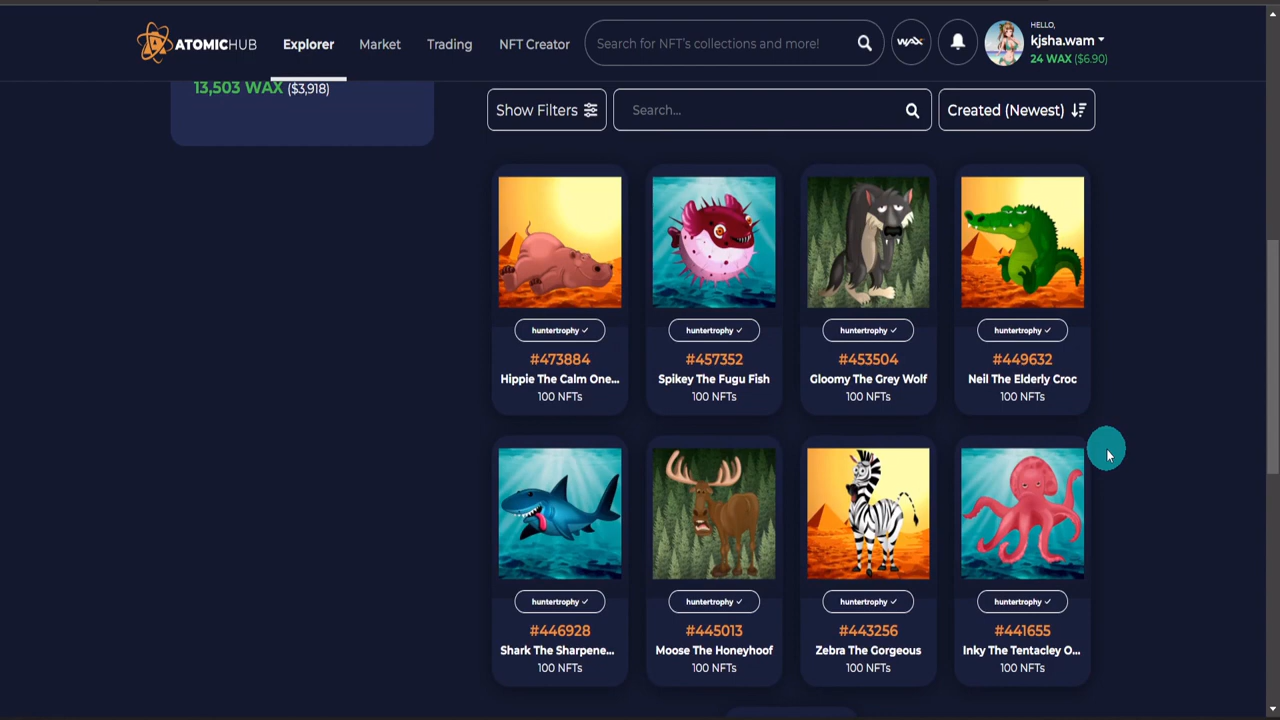 ATOMICHUB
Explorer
Market
Trading
NFT Creator
Search for NFT's collections and more!
WAX
HELLO,
kjsha.wam
24 WAX ($6.90)
13,503 WAX ($3,918)
Show Filters
Search...
Created (Newest)
huntertrophy
#473884
Hippie The Calm One...
100 NFTs
huntertrophy
#457352
Spikey The Fugu Fish
100 NFTs
huntertrophy
#453504
Gloomy The Grey Wolf
100 NFTs
huntertrophy
#449632
Neil The Elderly Croc
100 NFTs
huntertrophy
#446928
Shark The Sharpene...
100 NFTs
huntertrophy
#445013
Moose The Honeyhoof
100 NFTs
huntertrophy
#443256
Zebra The Gorgeous
100 NFTs
huntertrophy
#441655
Inky The Tentacley O...
100 NFTs